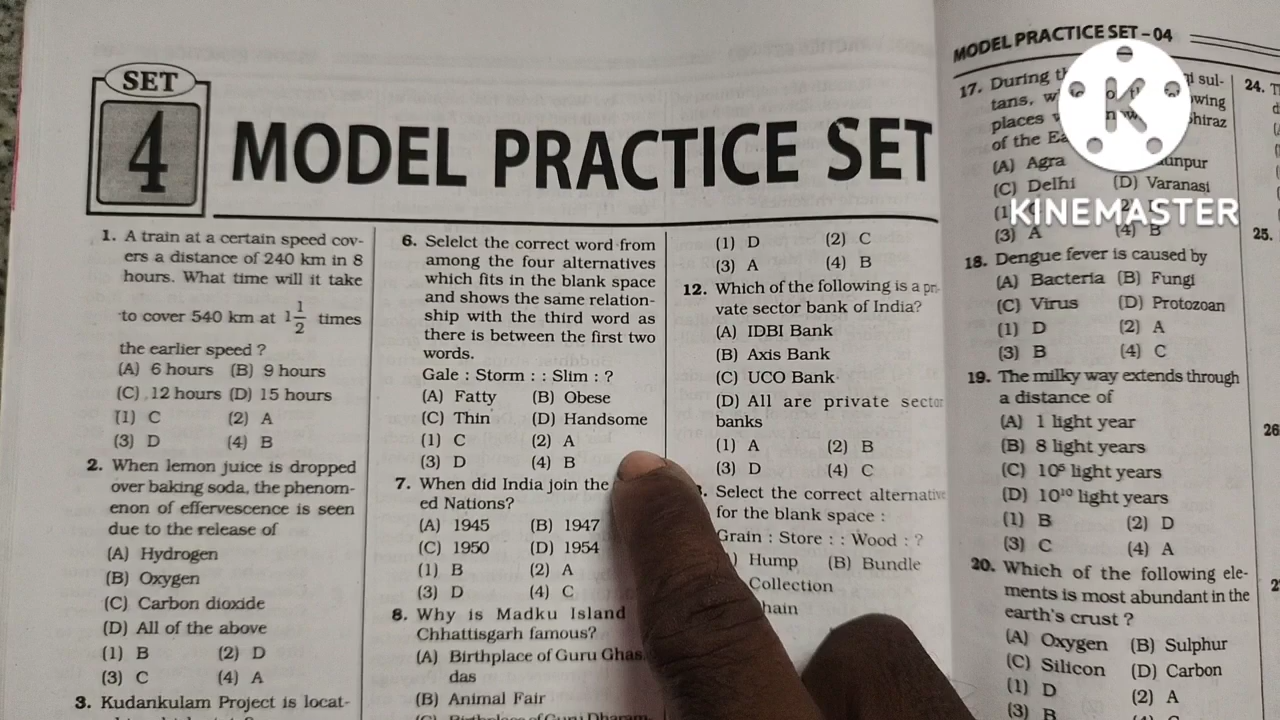 SET
4
MODEL PRACTICE SET
1. A train at a certain speed cov-
ers a distance of 240 km in 8
hours. What time will it take
to cover 540 km at 1 1/2 times
the earlier speed ?
(A) 6 hours (B) 9 hours
(C) 12 hours (D) 15 hours
(1) C (2) A
(3) D (4) B
2. When lemon juice is dropped
over baking soda, the phenom-
enon of effervescence is seen
due to the release of
(A) Hydrogen
(B) Oxygen
(C) Carbon dioxide
(D) All of the above
(1) B (2) D
(3) C (4) A
3. Kudankulam Project is locat-
6. Selelct the correct word from
among the four alternatives
which fits in the blank space
and shows the same relation-
ship with the third word as
there is between the first two
words.
Gale : Storm : : Slim : ?
(A) Fatty (B) Obese
(C) Thin (D) Handsome
(1) C (2) A
(3) D (4) B
7. When did India join the
ed Nations?
(A) 1945 (B) 1947
(C) 1950 (D) 1954
(1) B (2) A
(3) D (4) C
8. Why is Madku Island
Chhattisgarh famous?
(A) Birthplace of Guru Ghas
das
(B) Animal Fair
(1) D (2) C
(3) A (4) B
12. Which of the following is a pri-
vate sector bank of India?
(A) IDBI Bank
(B) Axis Bank
(C) UCO Bank
(D) All are private sector
banks
(1) A (2) B
(3) D (4) C
Select the correct alternative
for the blank space :
Grain : Store : : Wood : ?
Hump (B) Bundle
Collection
MODEL PRACTICE SET – 04
17. During
sul-
tans,
places
of the
(A) Agra
(C) Delhi (D) Varanasi
(3) A (4) B
18. Dengue fever is caused by
(A) Bacteria (B) Fungi
(C) Virus (D) Protozoan
(1) D (2) A
(3) B (4) C
19. The milky way extends through
a distance of
(A) 1 light year
(B) 8 light years
(C) 10⁵ light years
(D) 10¹⁰ light years
(1) B (2) D
(3) C (4) A
20. Which of the following ele-
ments is most abundant in the
earth's crust ?
(A) Oxygen (B) Sulphur
(C) Silicon (D) Carbon
(1) D (2) A
(3) B
24.
25.
26
K
KINEMASTER